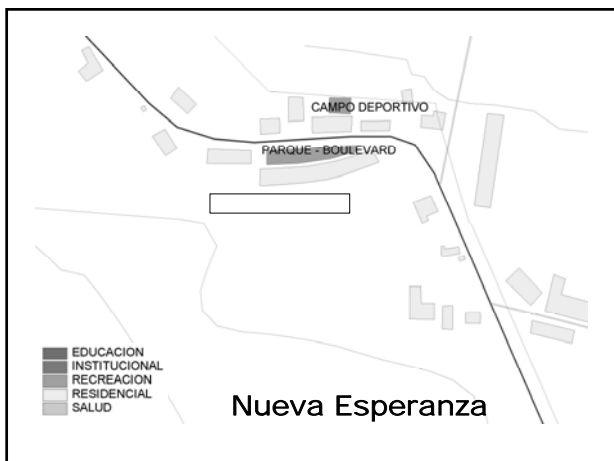 CAMPO DEPORTIVO
PARQUE - BOULEVARD
EDUCACION
INSTITUCIONAL
RECREACION
RESIDENCIAL
SALUD
Nueva Esperanza